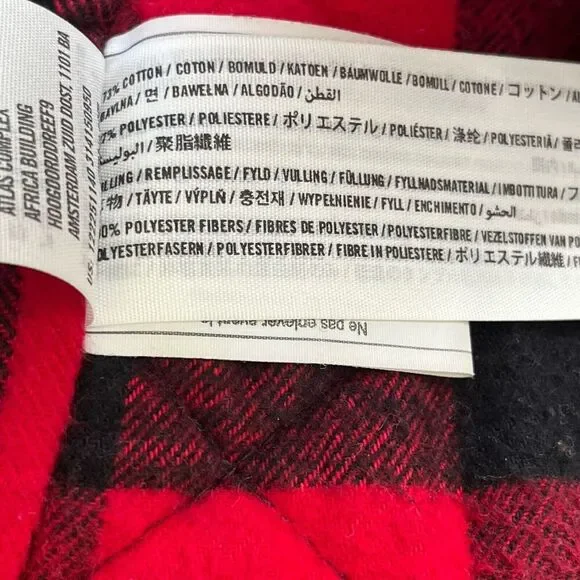 ATLAS COMPLEX
AFRICA BUILDING
HOOGOORDDREEF9
AMSTERDAM ZUID OOST 1101 BA
73% COTTON / COTON / BOMULD / KATOEN / BAUMWOLLE / BOMULL / COTONE / コットン /
BAVLNA / 면 / BAWEŁNA / ALGODÃO / القطن /
POLYESTER / POLIESTERE / ポリエステル / POLIÉSTER / 涤纶 / POLYESTERIÄ /
البوليستر / 聚脂纖維
REMPLISSAGE / FYLD / VULLING / FÜLLUNG / FYLLNADSMATERIAL / IMBOTTITURA /
物 / TÄYTE / VÝPLŇ / 충전재 / WYPEŁNIENIE / FYLL / ENCHIMENTO / الحشو /
POLYESTER FIBERS / FIBRES DE POLYESTER / POLYESTERFIBRE / VEZELSTOFFEN VAN
POLYESTERFASERN / POLYESTERFIBRER / FIBRE IN POLIESTERE / ポリエステル繊維 /
Ne pas enlever avant